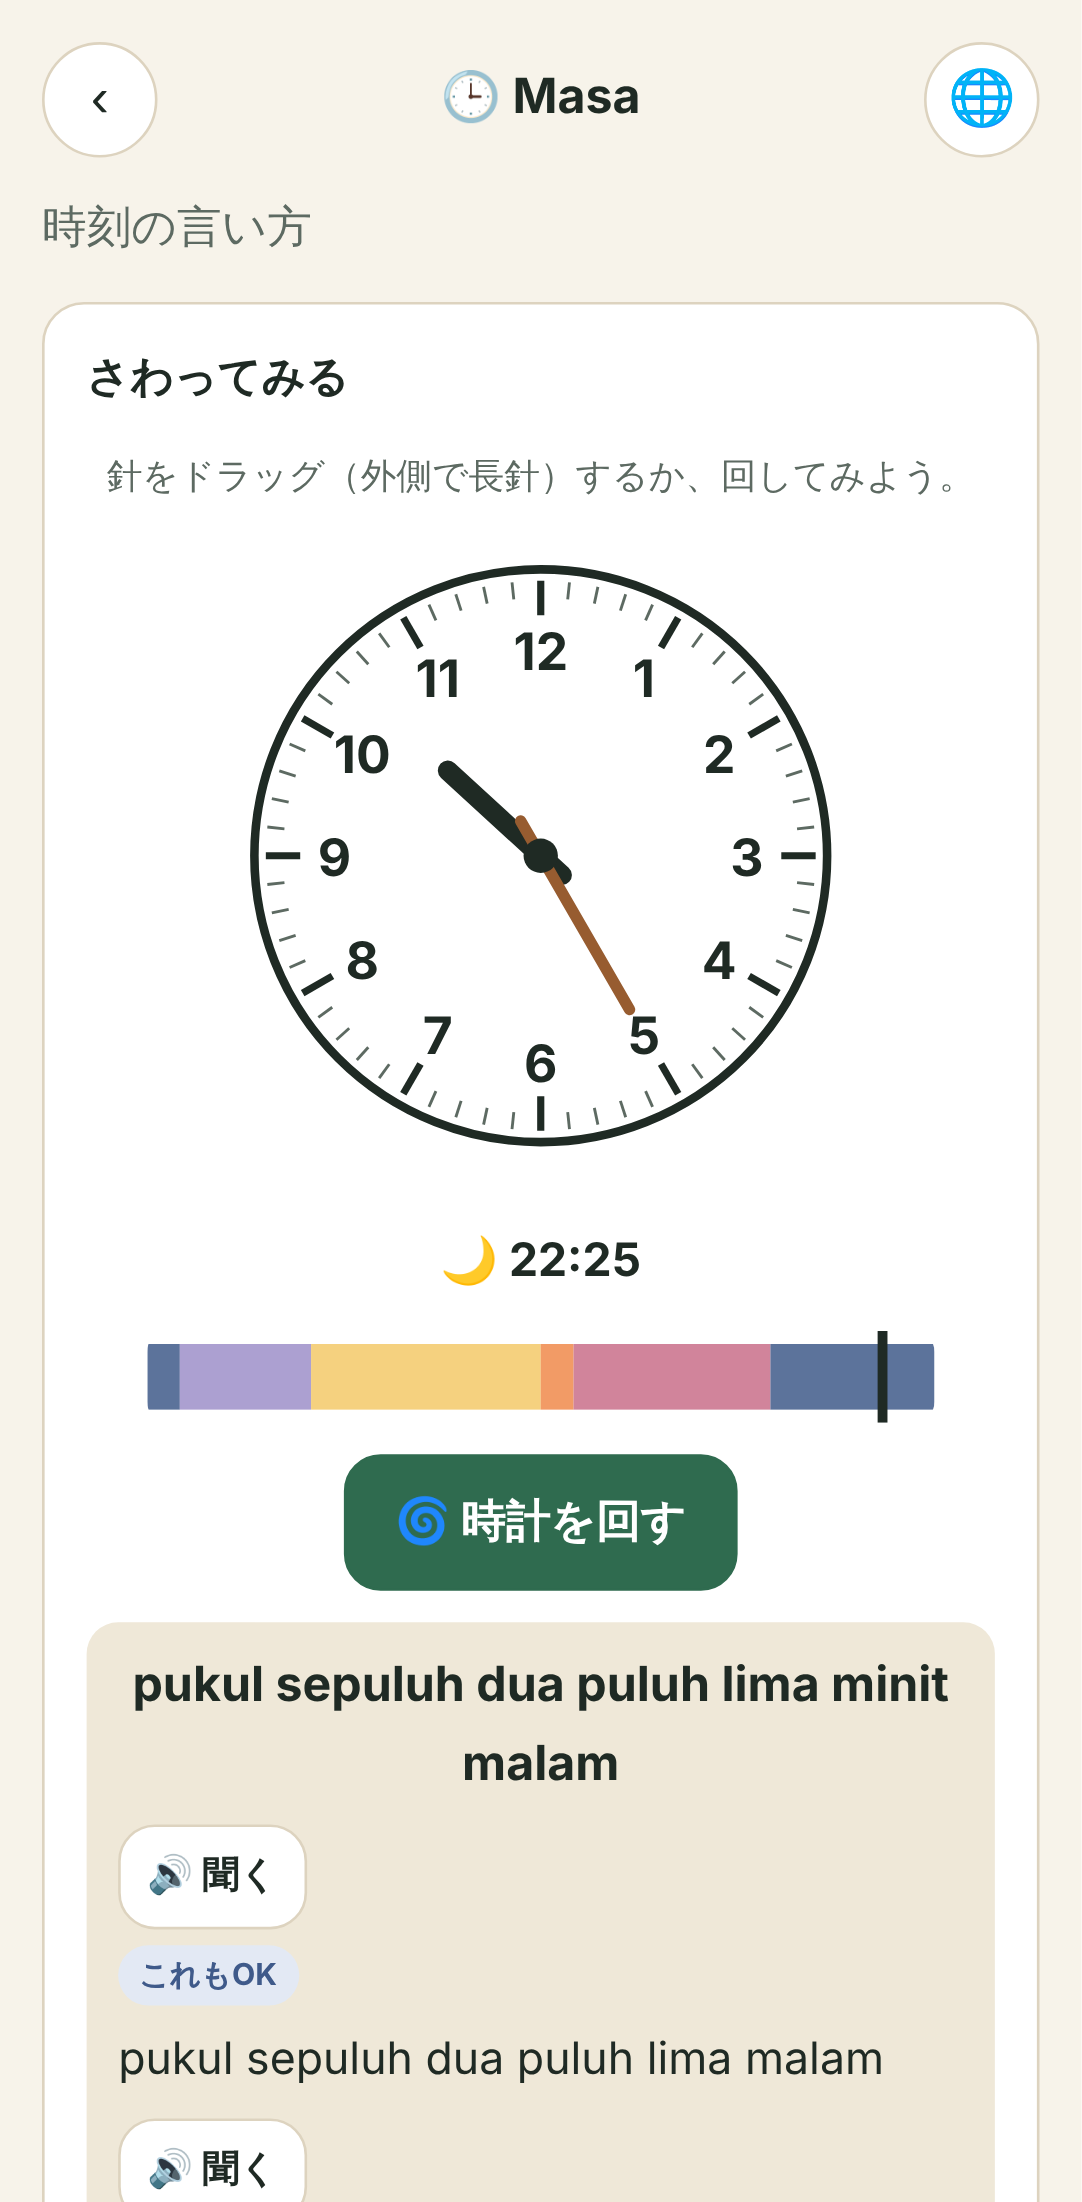 ‹
🕒 Masa
🌐
時刻の言い方
さわってみる
針をドラッグ（外側で長針）するか、回してみよう。
12
11
1
10
2
9
3
8
4
7
5
6
🌙 22:25
🌀 時計を回す
pukul sepuluh dua puluh lima minit
malam
🔊 聞く
これもOK
pukul sepuluh dua puluh lima malam
🔊 聞く